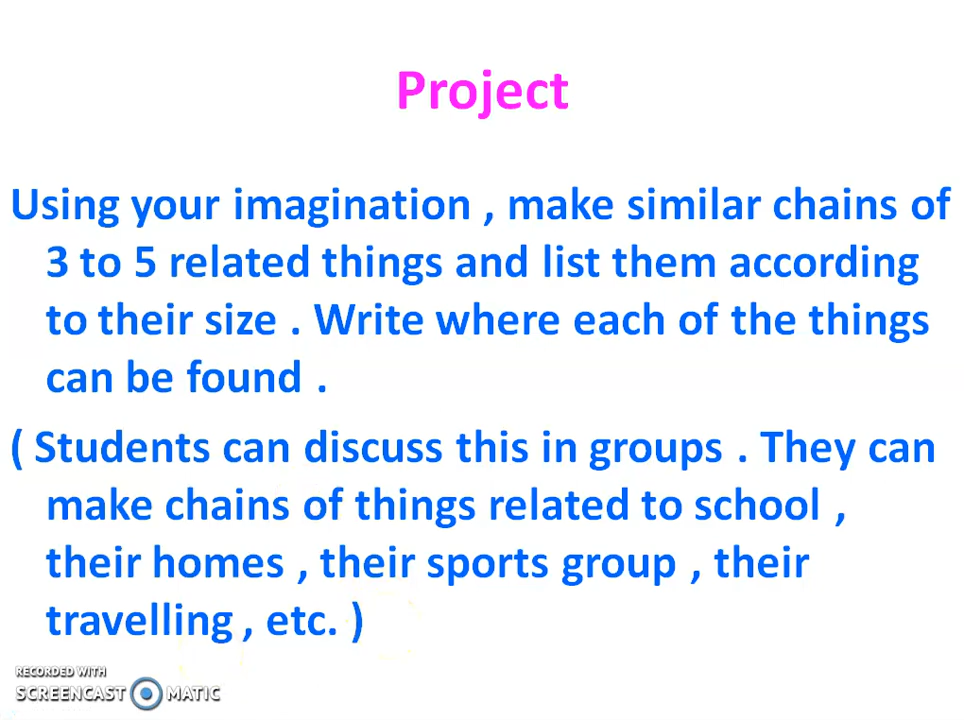 Project
Using your imagination , make similar chains of
3 to 5 related things and list them according
to their size . Write where each of the things
can be found .
( Students can discuss this in groups . They can
make chains of things related to school ,
their homes , their sports group , their
travelling , etc. )
RECORDED WITH
SCREENCAST MATIC